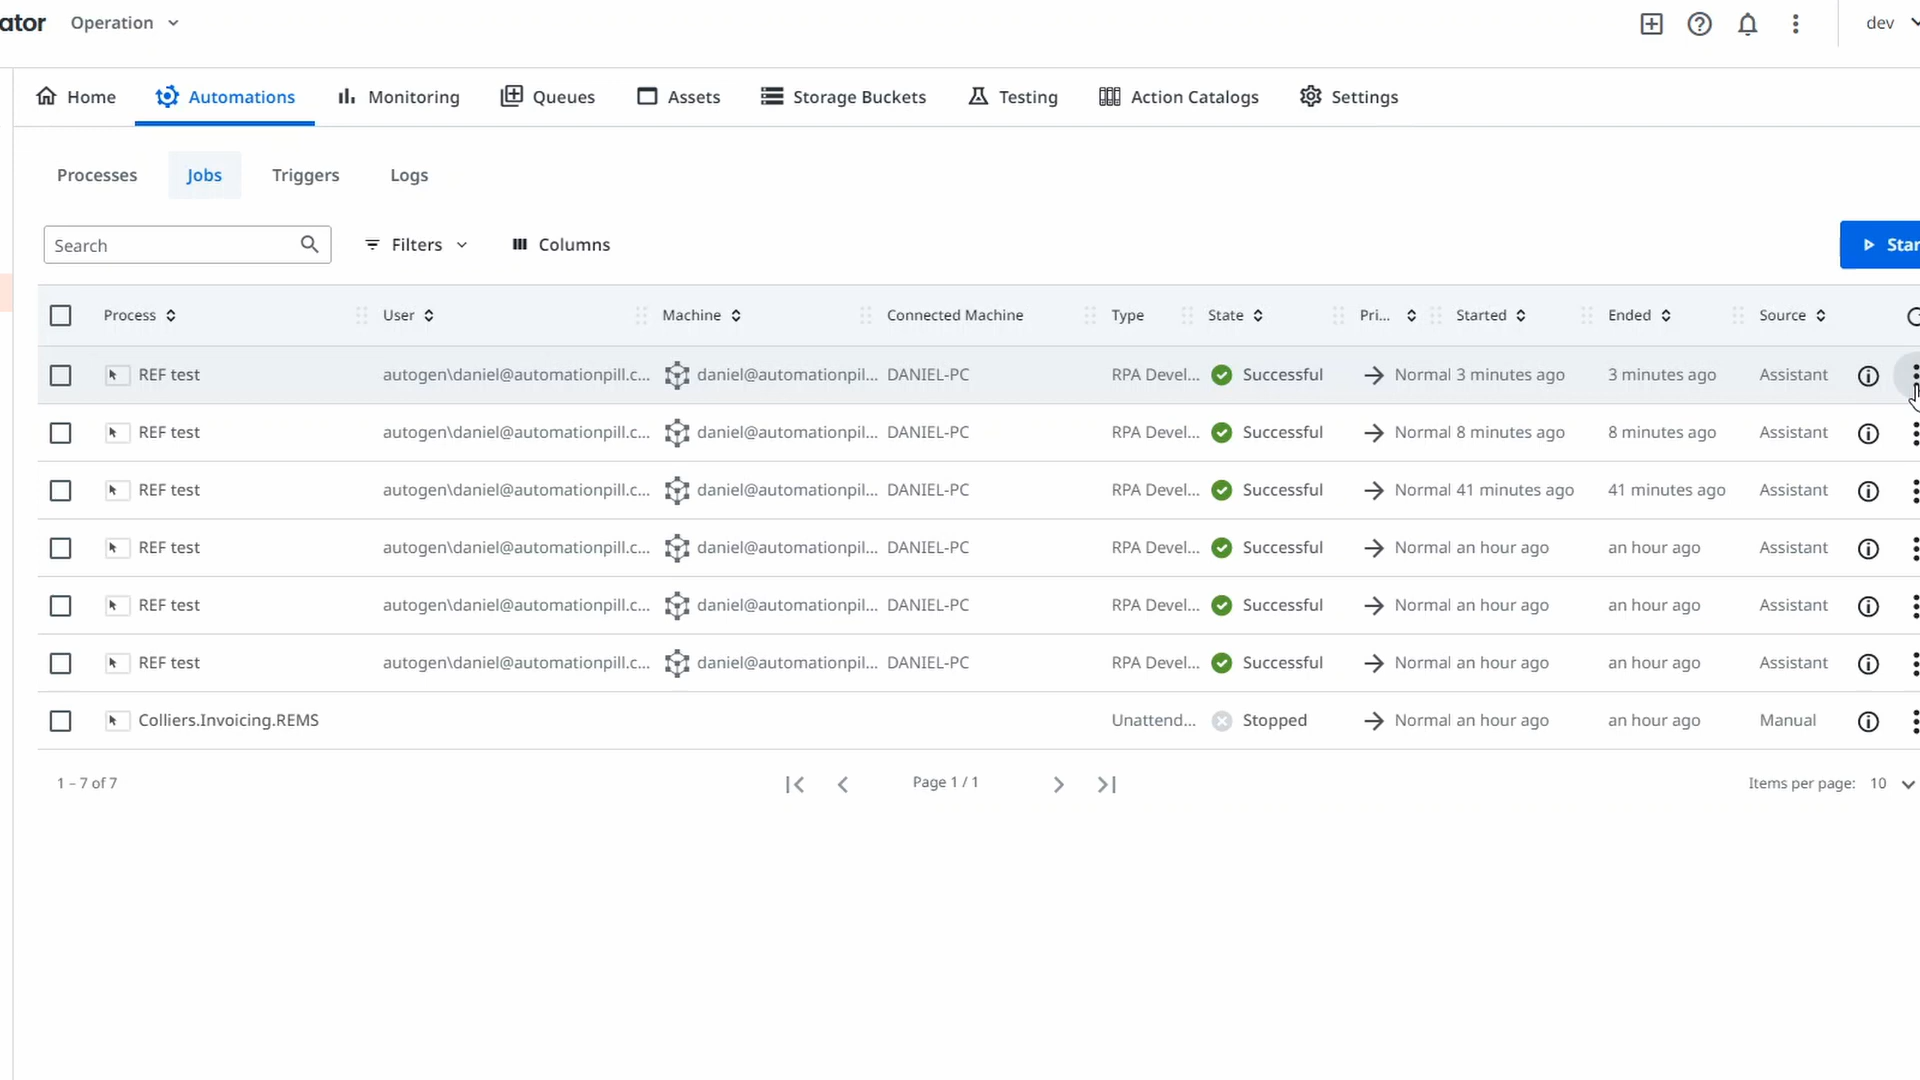 ator Operation dev
Home Automations Monitoring Queues Assets Storage Buckets Testing Action Catalogs Settings
Processes Jobs Triggers Logs
Search Filters Columns Star
Process User Machine Connected Machine Type State Pri... Started Ended Source
REF test autogen\daniel@automationpill.c... daniel@automationpil... DANIEL-PC RPA Devel... Successful Normal 3 minutes ago 3 minutes ago Assistant
REF test autogen\daniel@automationpill.c... daniel@automationpil... DANIEL-PC RPA Devel... Successful Normal 8 minutes ago 8 minutes ago Assistant
REF test autogen\daniel@automationpill.c... daniel@automationpil... DANIEL-PC RPA Devel... Successful Normal 41 minutes ago 41 minutes ago Assistant
REF test autogen\daniel@automationpill.c... daniel@automationpil... DANIEL-PC RPA Devel... Successful Normal an hour ago an hour ago Assistant
REF test autogen\daniel@automationpill.c... daniel@automationpil... DANIEL-PC RPA Devel... Successful Normal an hour ago an hour ago Assistant
REF test autogen\daniel@automationpill.c... daniel@automationpil... DANIEL-PC RPA Devel... Successful Normal an hour ago an hour ago Assistant
Colliers.Invoicing.REMS Unattend... Stopped Normal an hour ago an hour ago Manual
1 - 7 of 7 Page 1 / 1 Items per page: 10